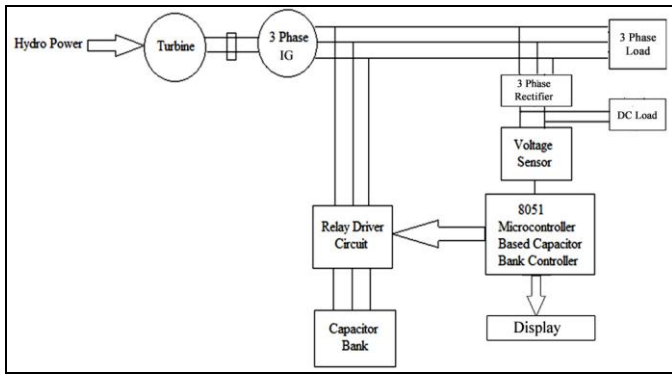 Hydro Power
Turbine
3 Phase
IG
3 Phase
Load
3 Phase
Rectifier
DC Load
Voltage
Sensor
Relay Driver
Circuit
8051
Microcontroller
Based Capacitor
Bank Controller
Capacitor
Bank
Display